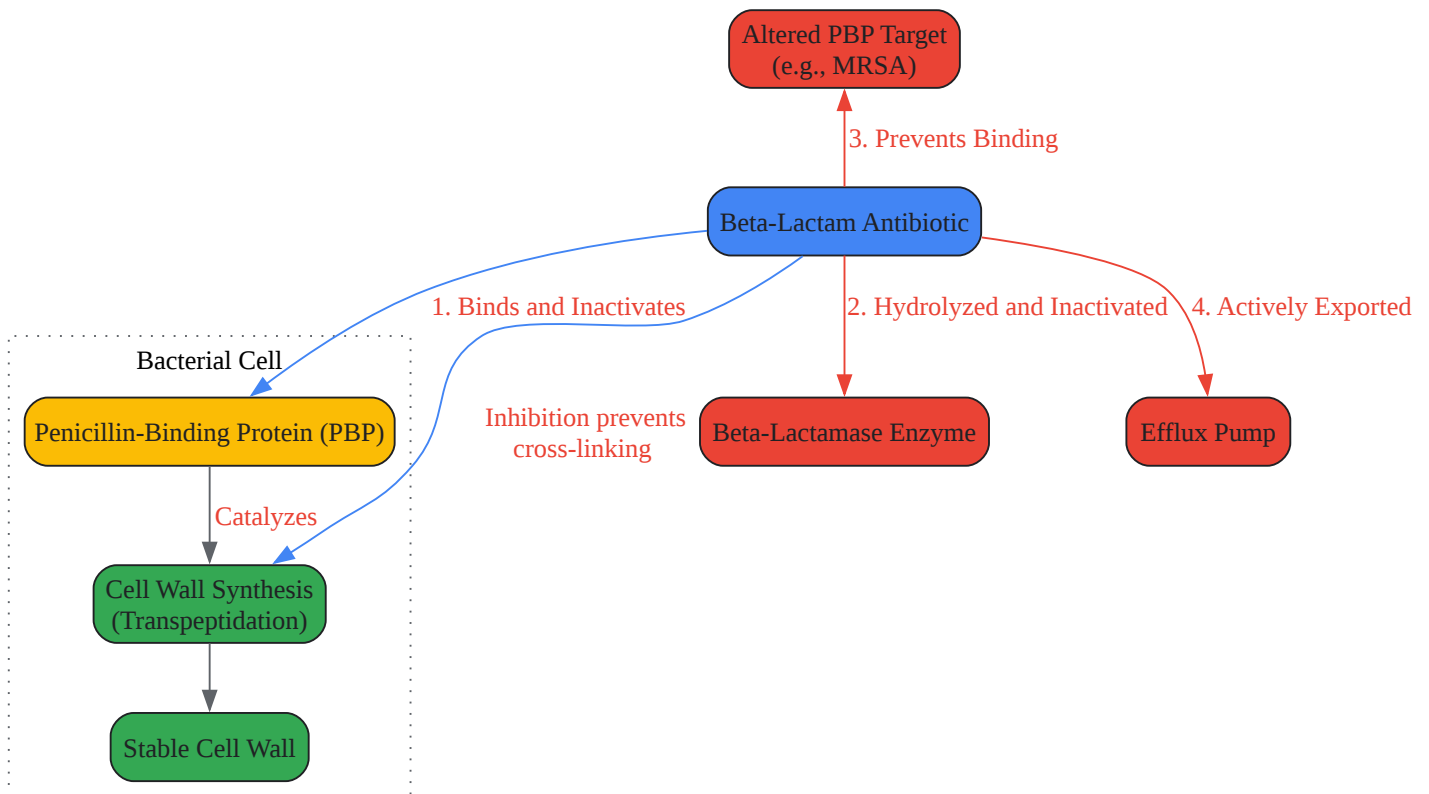 Altered PBP Target
(e.g., MRSA)
3. Prevents Binding
Beta-Lactam Antibiotic
1. Binds and Inactivates
2. Hydrolyzed and Inactivated
4. Actively Exported
Bacterial Cell
Penicillin-Binding Protein (PBP)
Inhibition prevents
cross-linking
Beta-Lactamase Enzyme
Efflux Pump
Catalyzes
Cell Wall Synthesis
(Transpeptidation)
Stable Cell Wall